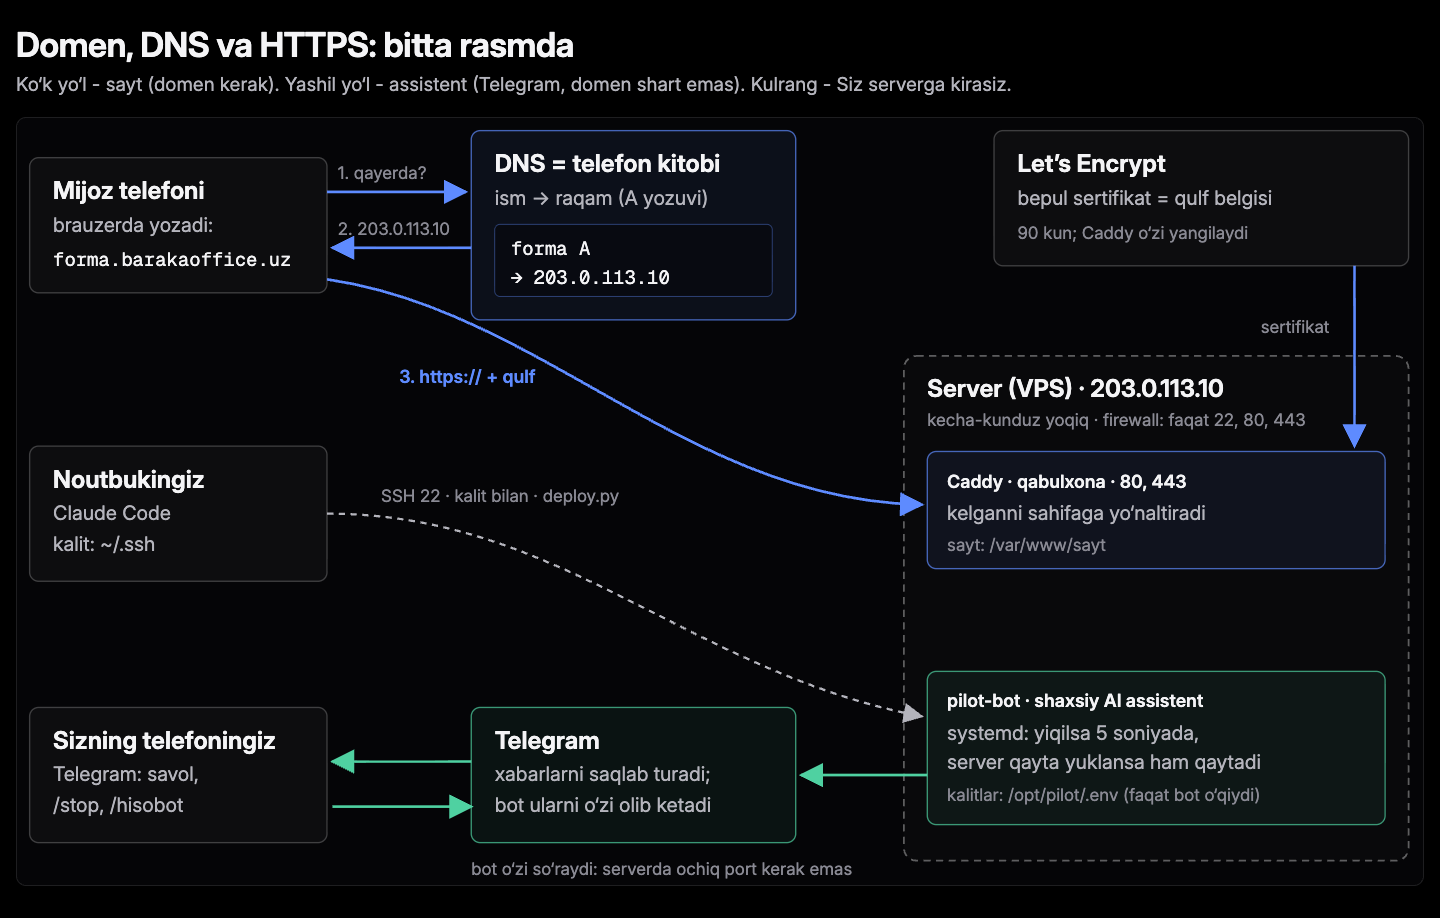 Domen, DNS va HTTPS: bitta rasmda
Ko‘k yo‘l - sayt (domen kerak). Yashil yo‘l - assistent (Telegram, domen shart emas). Kulrang - Siz serverga kirasiz.
Mijoz telefoni
brauzerda yozadi:
forma.barakaoffice.uz
1. qayerda?
2. 203.0.113.10
DNS = telefon kitobi
ism → raqam (A yozuvi)
forma A
→ 203.0.113.10
Let’s Encrypt
bepul sertifikat = qulf belgisi
90 kun; Caddy o‘zi yangilaydi
sertifikat
3. https:// + qulf
Server (VPS) · 203.0.113.10
kecha-kunduz yoqiq · firewall: faqat 22, 80, 443
Caddy · qabulxona · 80, 443
kelganni sahifaga yo‘naltiradi
sayt: /var/www/sayt
Noutbukingiz
Claude Code
kalit: ~/.ssh
SSH 22 · kalit bilan · deploy.py
pilot-bot · shaxsiy AI assistent
systemd: yiqilsa 5 soniyada,
server qayta yuklansa ham qaytadi
kalitlar: /opt/pilot/.env (faqat bot o‘qiydi)
Sizning telefoningiz
Telegram: savol,
/stop, /hisobot
Telegram
xabarlarni saqlab turadi;
bot ularni o‘zi olib ketadi
bot o‘zi so‘raydi: serverda ochiq port kerak emas